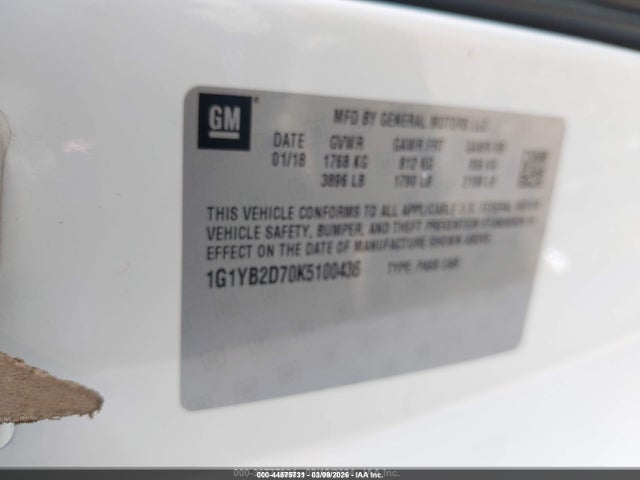 GM
MFD BY GENERAL MOTORS LLC
DATE GVWR GAWR FRT GAWR RR
01/18 1768 KG 812 KG KG
3896 LB 1790 LB LB
THIS VEHICLE CONFORMS TO ALL APPLICABLE U.S. FEDERAL MOTOR
VEHICLE SAFETY, BUMPER, AND THEFT PREVENTION STANDARDS IN
EFFECT ON THE DATE OF MANUFACTURE SHOWN ABOVE.
1G1YB2D70K5100436 TYPE: PASS CAR
000-44575731 - 03/09/2026 - IAA Inc.